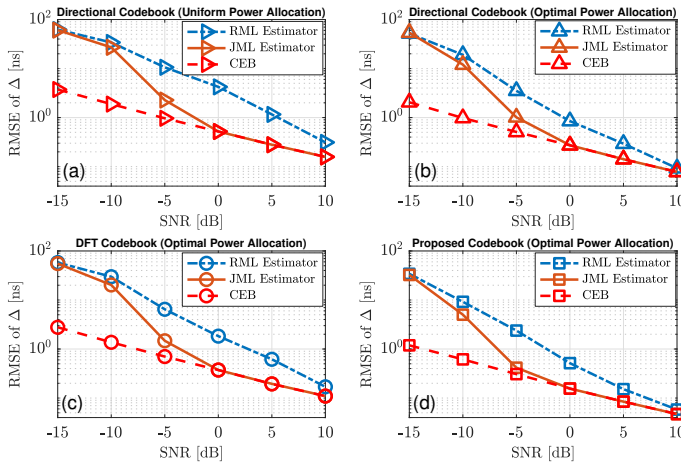 Directional Codebook (Uniform Power Allocation)
RMSE of Δ [ns]
10²
10⁰
RML Estimator
JML Estimator
CEB
(a)
-15 -10 -5 0 5 10
SNR [dB]
Directional Codebook (Optimal Power Allocation)
RMSE of Δ [ns]
10²
10⁰
RML Estimator
JML Estimator
CEB
(b)
-15 -10 -5 0 5 10
SNR [dB]
DFT Codebook (Optimal Power Allocation)
RMSE of Δ [ns]
10²
10⁰
RML Estimator
JML Estimator
CEB
(c)
-15 -10 -5 0 5 10
SNR [dB]
Proposed Codebook (Optimal Power Allocation)
RMSE of Δ [ns]
10²
10⁰
RML Estimator
JML Estimator
CEB
(d)
-15 -10 -5 0 5 10
SNR [dB]